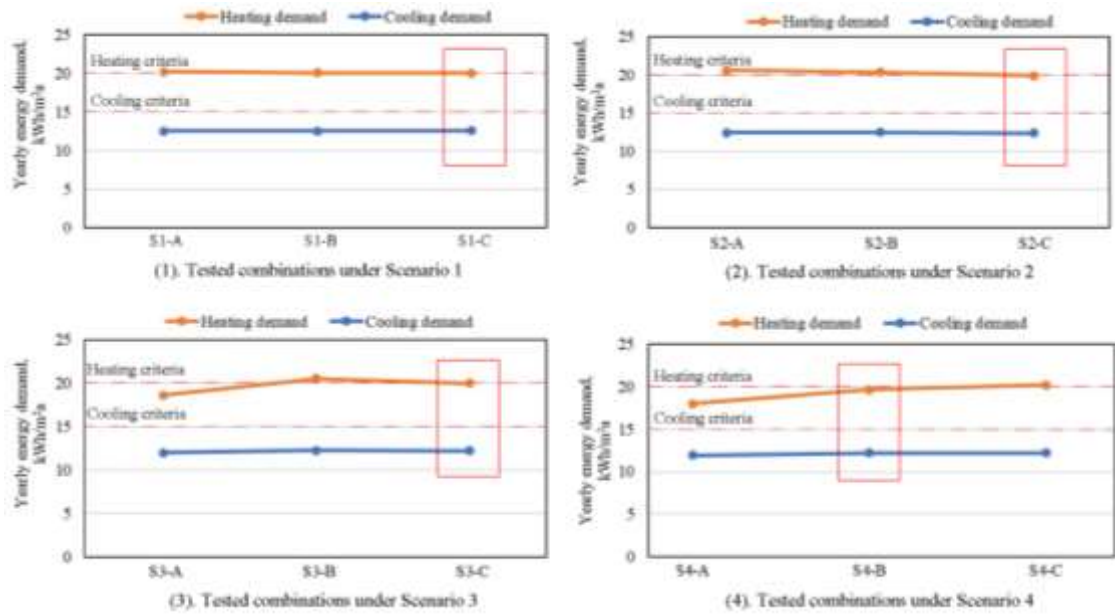 Heating demand Cooling demand
Yearly energy demand,
kWh/m²a
25
20
15
10
5
0
Heating criteria
Cooling criteria
S1-A S1-B S1-C
(1). Tested combinations under Scenario 1
Heating demand Cooling demand
Yearly energy demand,
kWh/m²a
25
20
15
10
5
0
Heating criteria
Cooling criteria
S2-A S2-B S2-C
(2). Tested combinations under Scenario 2
Heating demand Cooling demand
Yearly energy demand,
kWh/m²a
25
20
15
10
5
0
Heating criteria
Cooling criteria
S3-A S3-B S3-C
(3). Tested combinations under Scenario 3
Heating demand Cooling demand
Yearly energy demand,
kWh/m²a
25
20
15
10
5
0
Heating criteria
Cooling criteria
S4-A S4-B S4-C
(4). Tested combinations under Scenario 4